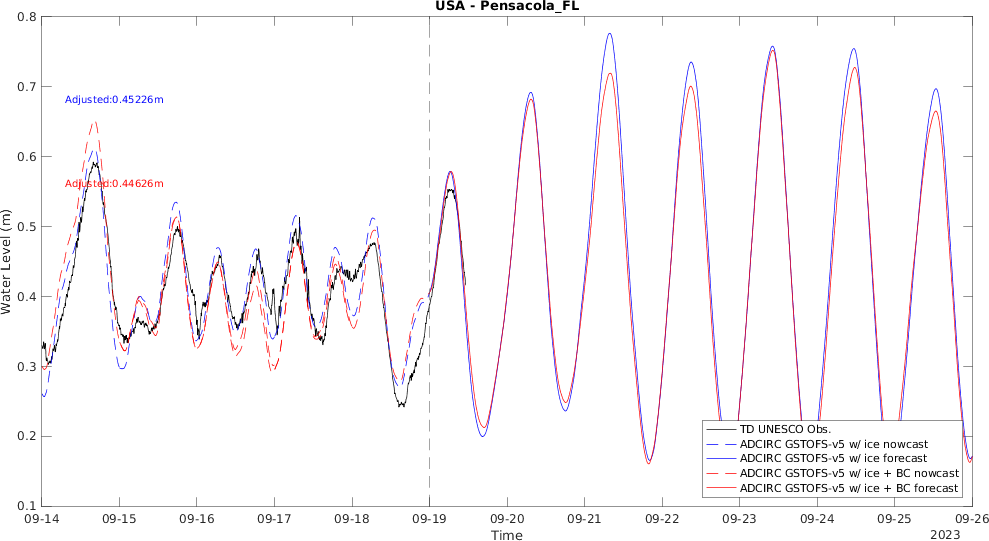 USA - Pensacola_FL
0.8
0.7
0.6
0.5
0.4
0.3
0.2
0.1
Water Level (m)
Adjusted:0.45226m
Adjusted:0.44626m
TD UNESCO Obs.
ADCIRC GSTOFS-v5 w/ ice nowcast
ADCIRC GSTOFS-v5 w/ ice forecast
ADCIRC GSTOFS-v5 w/ ice + BC nowcast
ADCIRC GSTOFS-v5 w/ ice + BC forecast
09-14 09-15 09-16 09-17 09-18 09-19 09-20 09-21 09-22 09-23 09-24 09-25 09-26
Time
2023